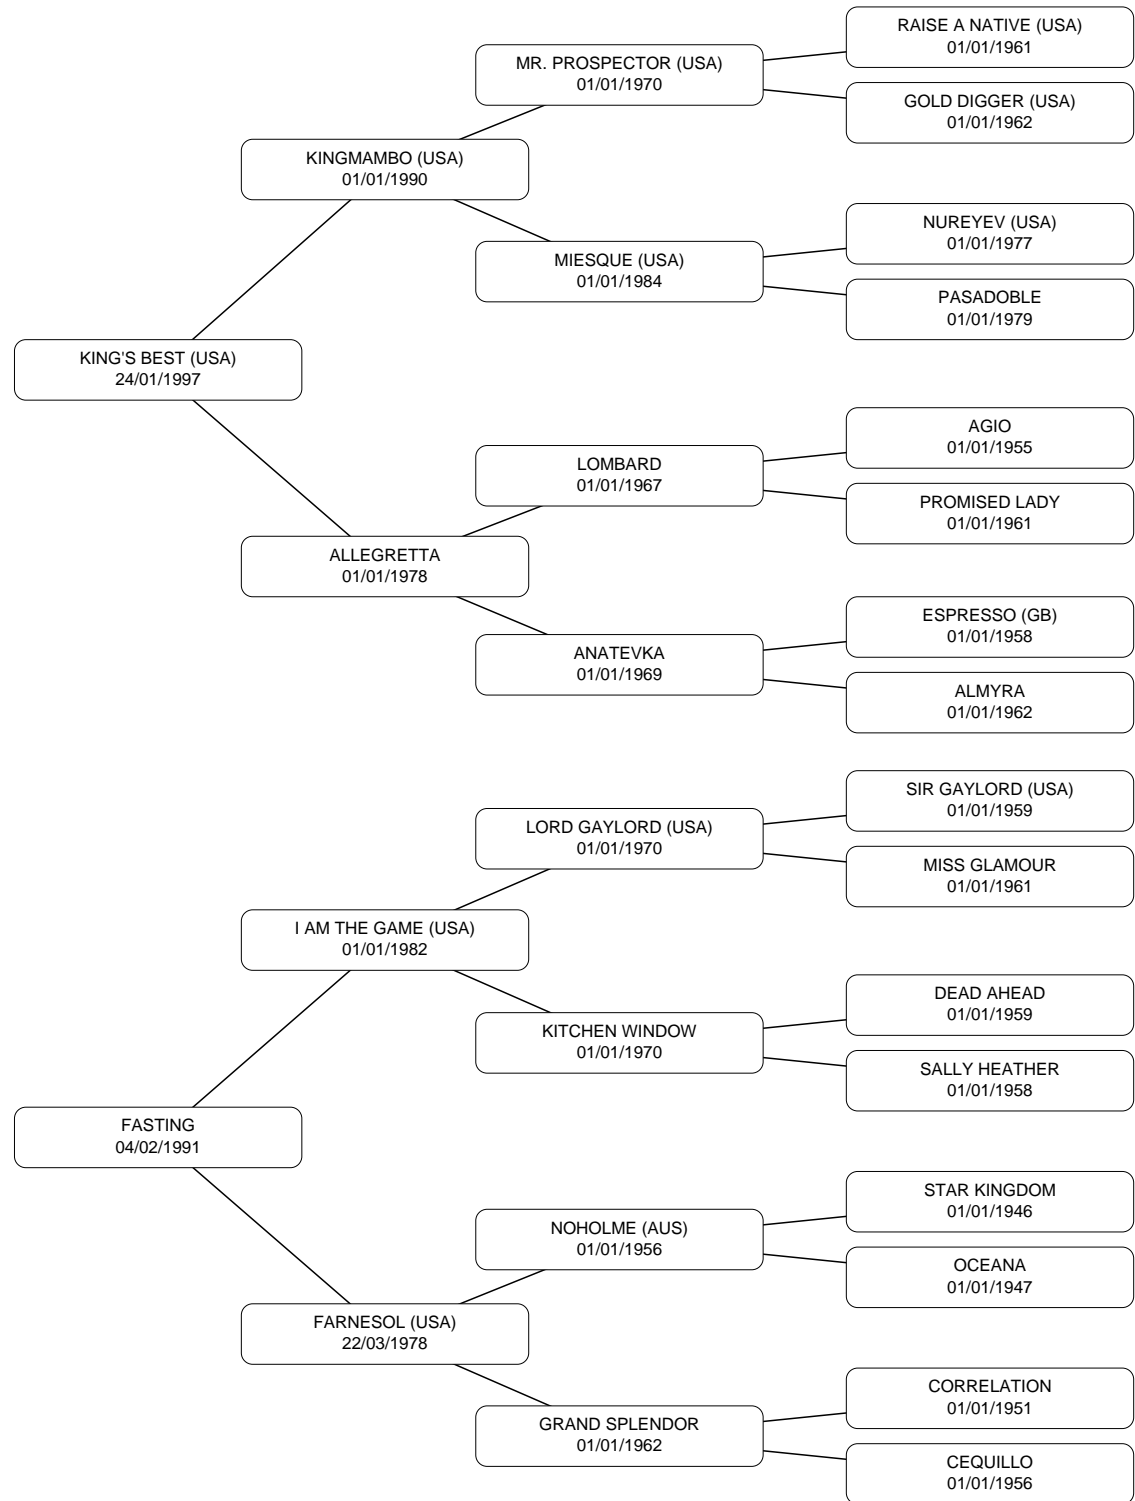 RAISE A NATIVE (USA)
01/01/1961
MR. PROSPECTOR (USA)
01/01/1970
GOLD DIGGER (USA)
01/01/1962
KINGMAMBO (USA)
01/01/1990
NUREYEV (USA)
01/01/1977
MIESQUE (USA)
01/01/1984
PASADOBLE
01/01/1979
KING'S BEST (USA)
24/01/1997
AGIO
01/01/1955
LOMBARD
01/01/1967
PROMISED LADY
01/01/1961
ALLEGRETTA
01/01/1978
ESPRESSO (GB)
01/01/1958
ANATEVKA
01/01/1969
ALMYRA
01/01/1962
SIR GAYLORD (USA)
01/01/1959
LORD GAYLORD (USA)
01/01/1970
MISS GLAMOUR
01/01/1961
I AM THE GAME (USA)
01/01/1982
DEAD AHEAD
01/01/1959
KITCHEN WINDOW
01/01/1970
SALLY HEATHER
01/01/1958
FASTING
04/02/1991
STAR KINGDOM
01/01/1946
NOHOLME (AUS)
01/01/1956
OCEANA
01/01/1947
FARNESOL (USA)
22/03/1978
CORRELATION
01/01/1951
GRAND SPLENDOR
01/01/1962
CEQUILLO
01/01/1956